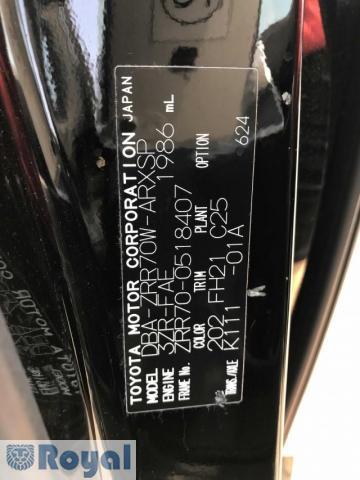 TOYOTA MOTOR CORPORATION JAPAN
MODEL DBA-ZRR70W-ARXSP
ENGINE 3ZR-FAE 1986 mL
FRAME No. ZRR70-0518407
COLOR TRIM PLANT OPTION
202 FH21 C25 624
TRANS./AXLE K111 -01A
Royal